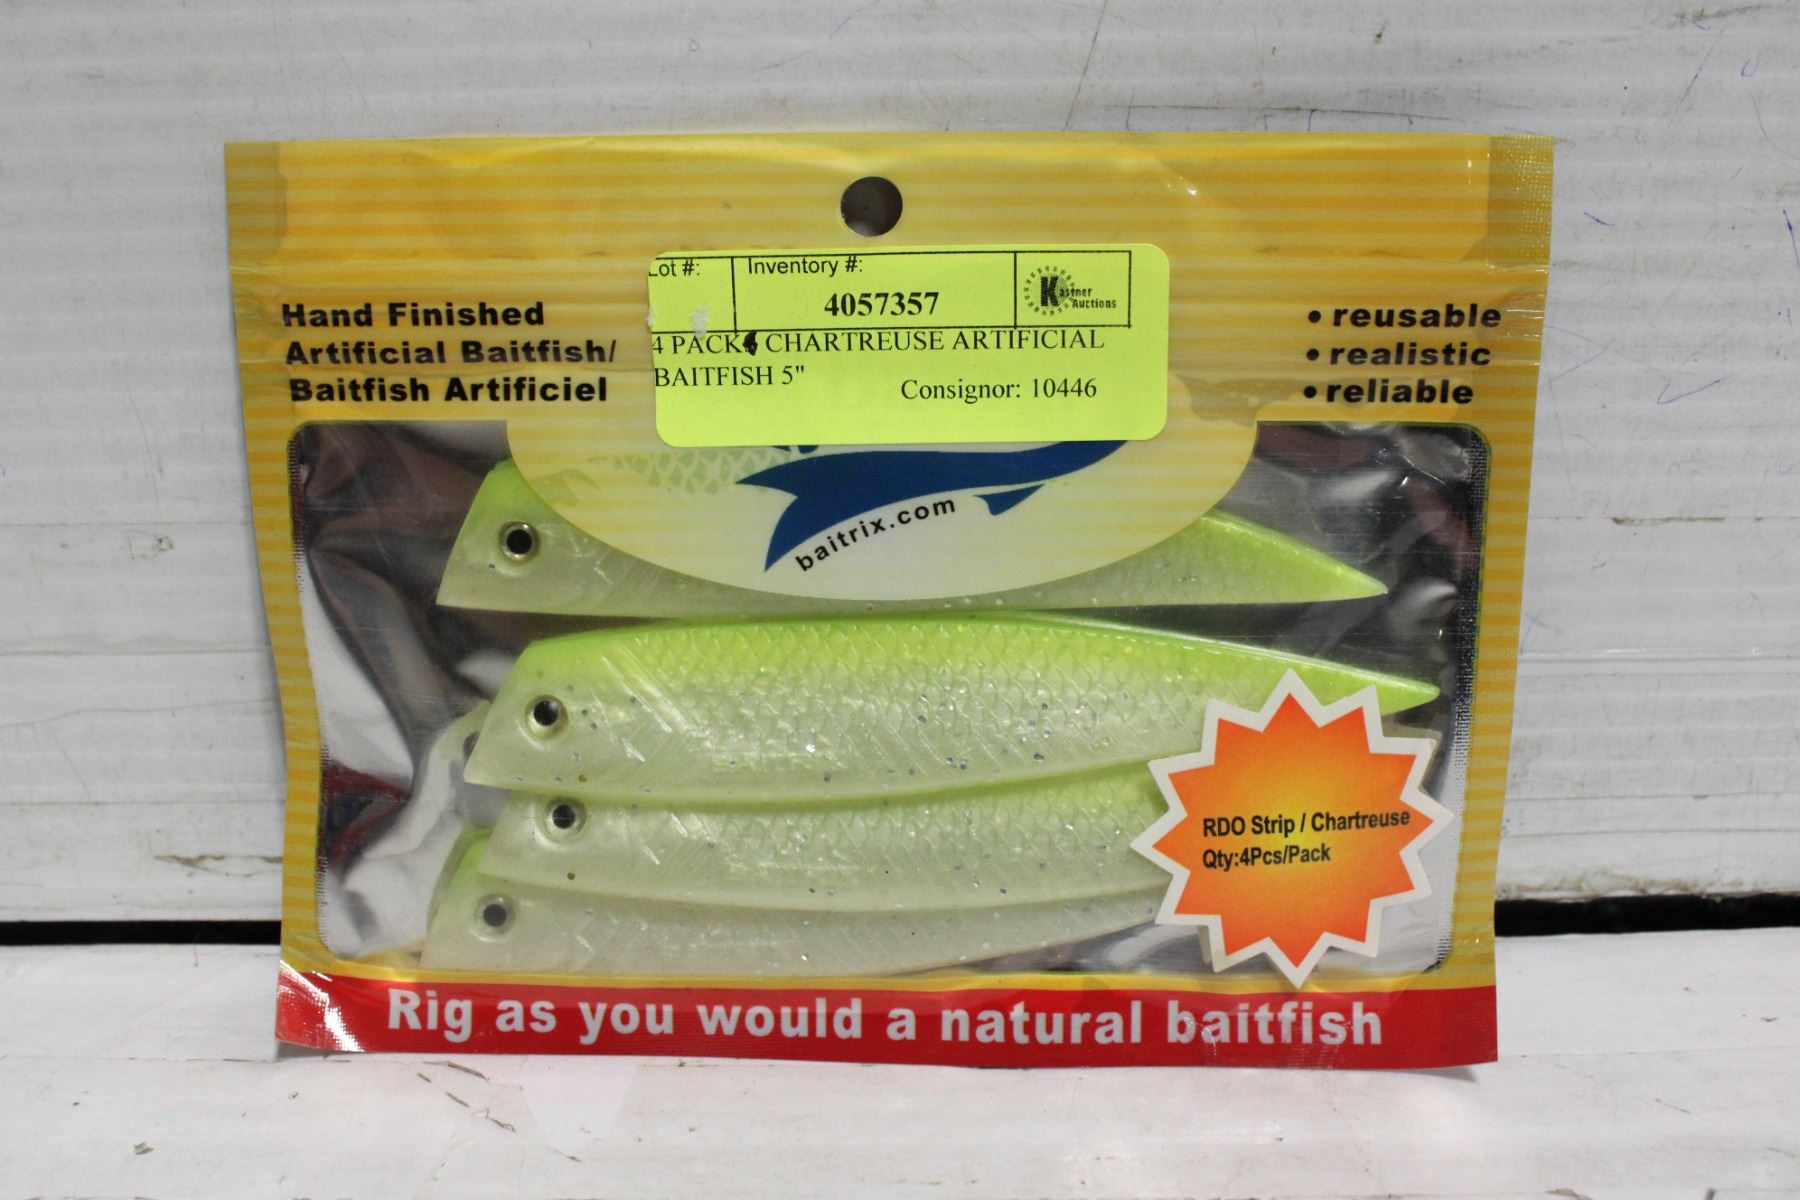 Lot #:
Inventory #:
4057357
Kastner
Auctions
4 PACK CHARTREUSE ARTIFICIAL
BAITFISH 5"
Consignor: 10446
Hand Finished
Artificial Baitfish/
Baitfish Artificiel
• reusable
• realistic
• reliable
baitrix.com
RDO Strip / Chartreuse
Qty:4Pcs/Pack
Rig as you would a natural baitfish